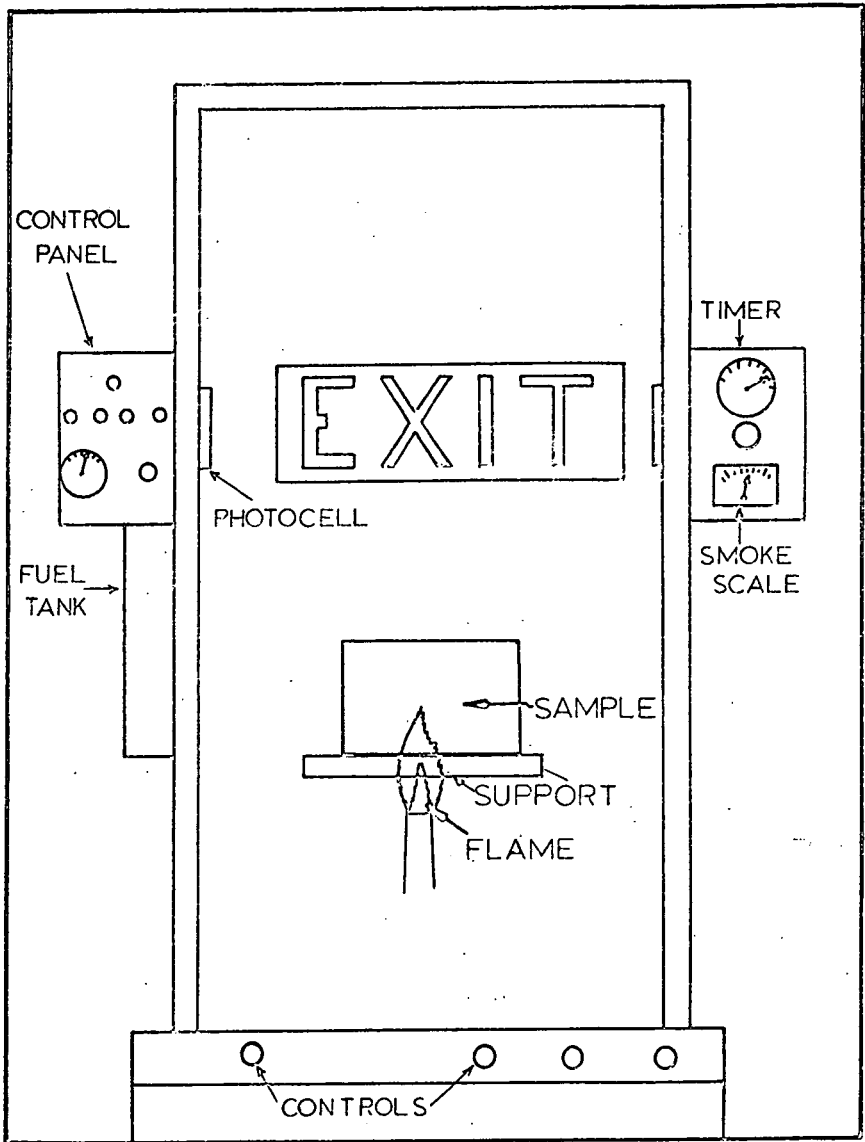 CONTROL
PANEL
TIMER
EXIT
PHOTOCELL
FUEL
TANK
SMOKE
SCALE
SAMPLE
SUPPORT
FLAME
CONTROLS